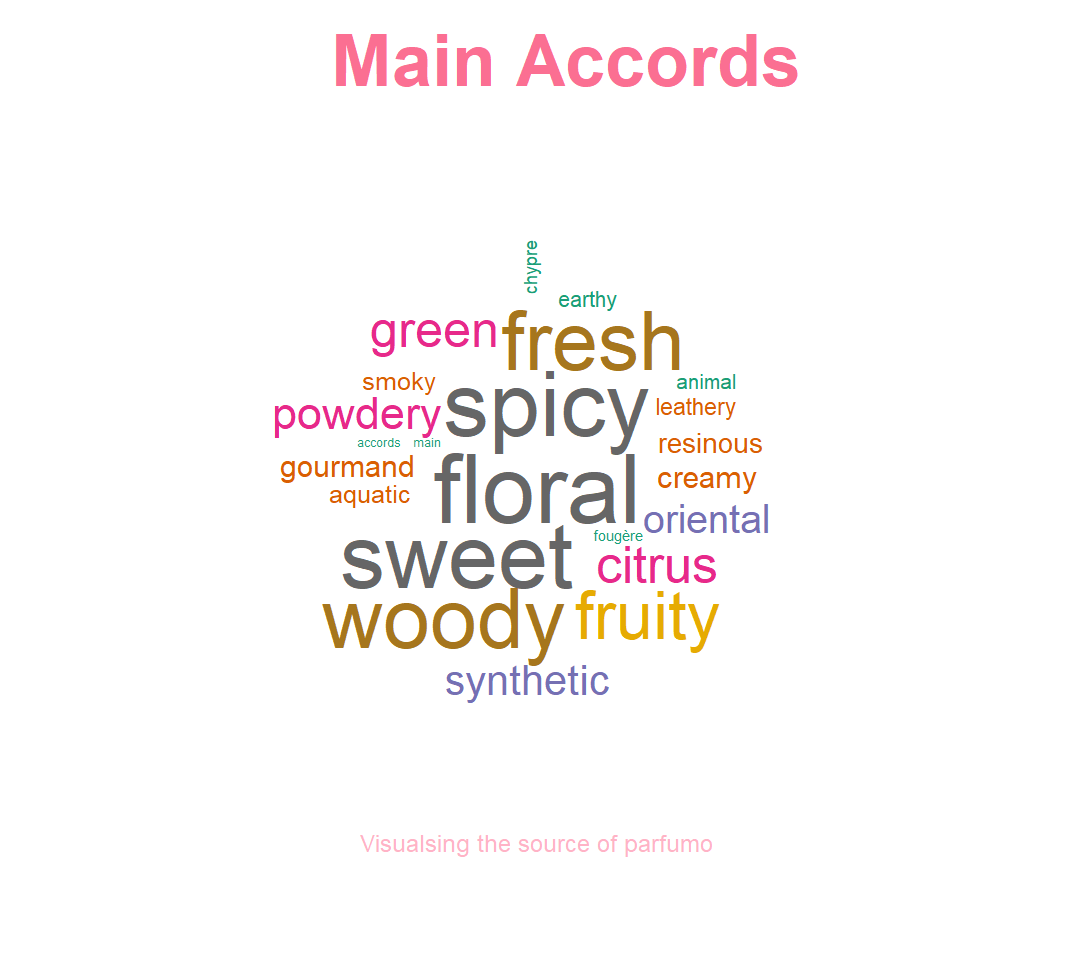 Main Accords
chypre
earthy
green fresh
smoky spicy animal
powdery leathery
accords main resinous
gourmand floral creamy
aquatic oriental
sweet fougère
citrus
woody fruity
synthetic
Visualsing the source of parfumo